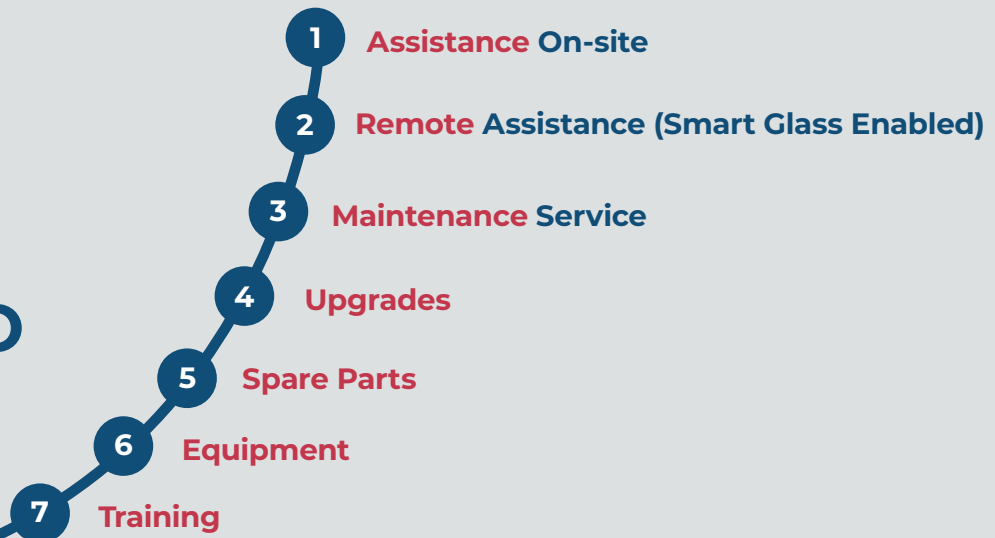 1 Assistance On-site
2 Remote Assistance (Smart Glass Enabled)
3 Maintenance Service
4 Upgrades
5 Spare Parts
6 Equipment
7 Training